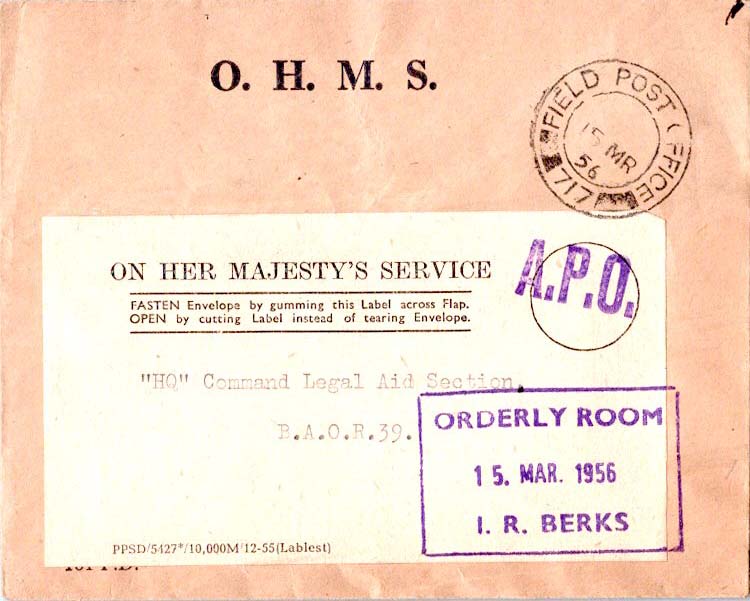 O. H. M. S.
FIELD POST OFFICE
15 MR
56
717
ON HER MAJESTY'S SERVICE
A.P.O.
FASTEN Envelope by gumming this Label across Flap.
OPEN by cutting Label instead of tearing Envelope.
"HQ" Command Legal Aid Section.
B.A.O.R.39.
ORDERLY ROOM
15. MAR. 1956
I. R. BERKS
PPSD/5427*/10,000M/12-55(Lablest)